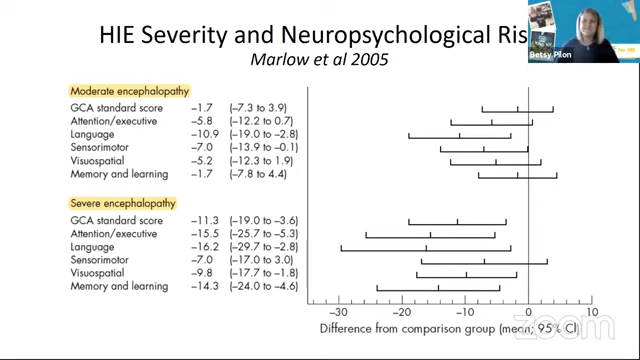 HIE Severity and Neuropsychological Ris
Marlow et al 2005
Betsy Pilon
Moderate encephalopathy
GCA standard score −1.7 (−7.3 to 3.9)
Attention/executive −5.8 (−12.2 to 0.7)
Language −10.9 (−19.0 to −2.8)
Sensorimotor −7.0 (−13.9 to −0.1)
Visuospatial −5.2 (−12.3 to 1.9)
Memory and learning −1.7 (−7.8 to 4.4)
Severe encephalopathy
GCA standard score −11.3 (−19.0 to −3.6)
Attention/executive −15.5 (−25.7 to −5.3)
Language −16.2 (−29.7 to −2.8)
Sensorimotor −7.0 (−17.0 to 3.0)
Visuospatial −9.8 (−17.7 to −1.8)
Memory and learning −14.3 (−24.0 to −4.6)
−30 −20 −10 0 10
Difference from comparison group (mean; 95% CI)
zoom